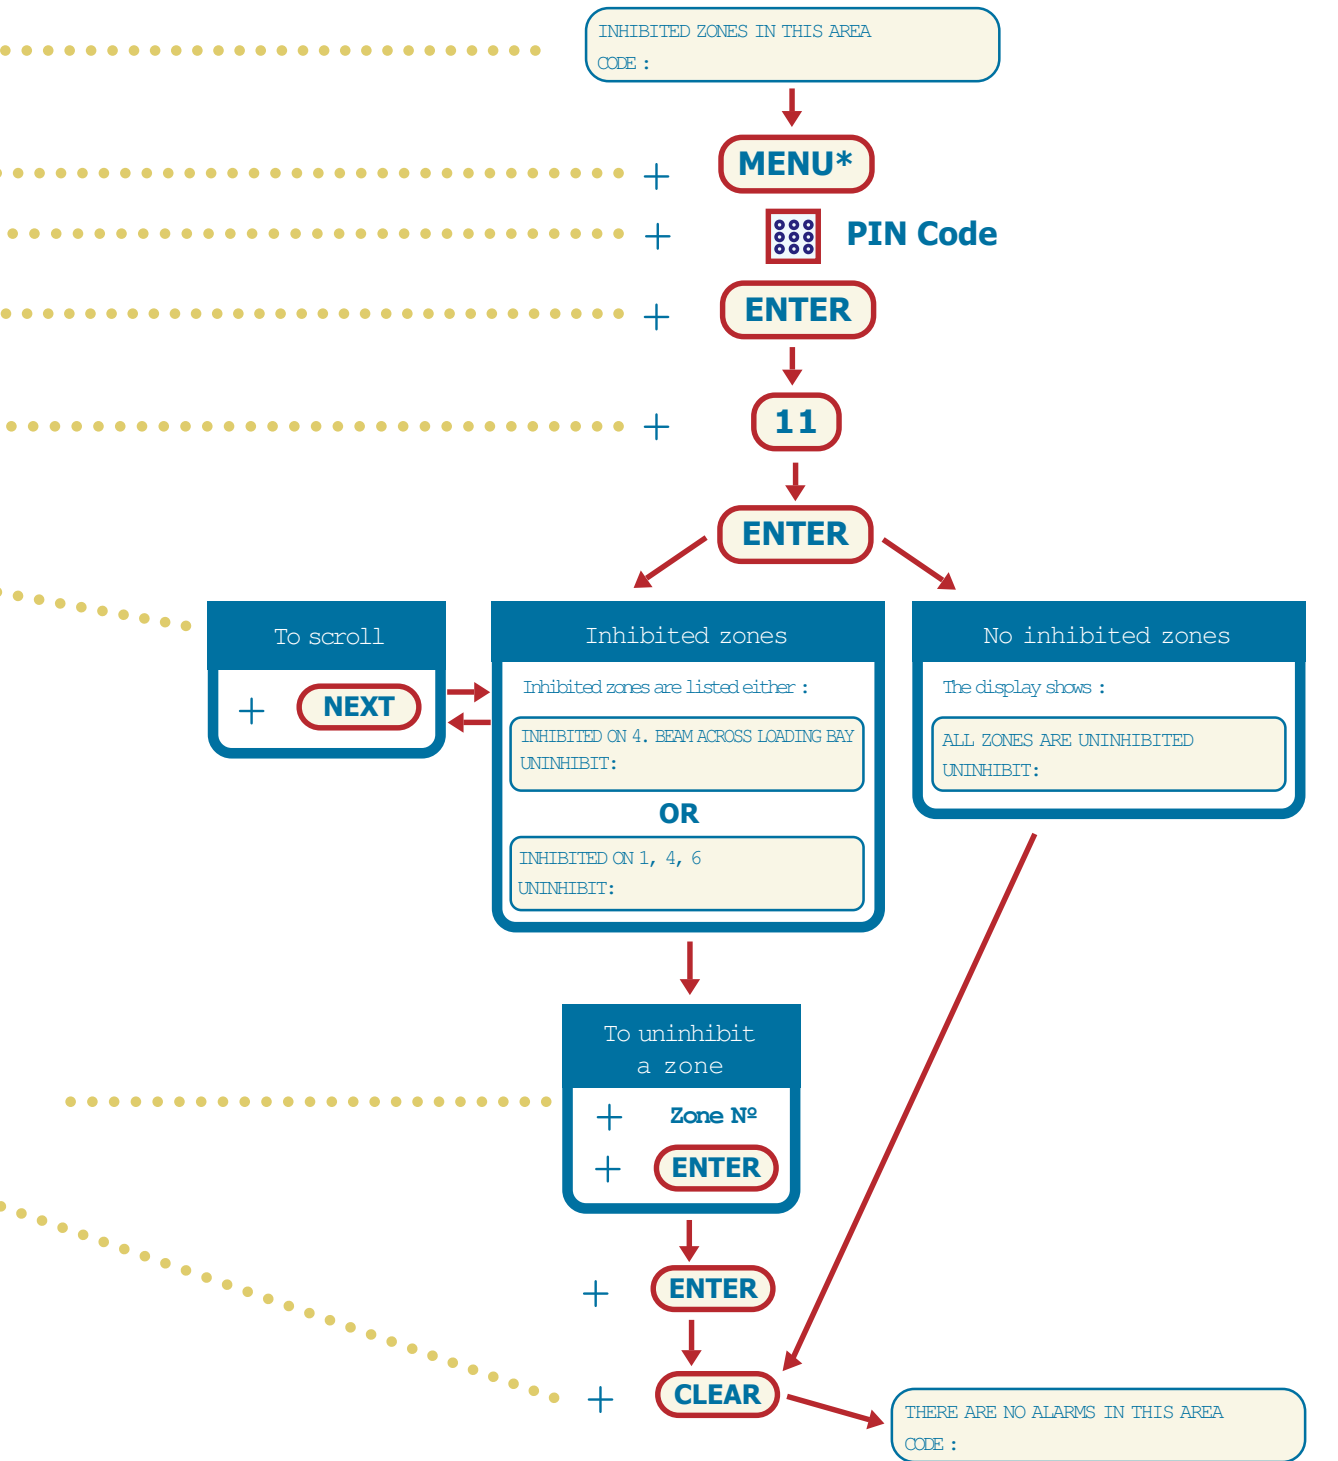 INHIBITED ZONES IN THIS AREA
CODE :
MENU*
PIN Code
ENTER
11
ENTER
To scroll
NEXT
Inhibited zones
Inhibited zones are listed either :
INHIBITED ON 4. BEAM ACROSS LOADING BAY
UNINHIBIT:
OR
INHIBITED ON 1, 4, 6
UNINHIBIT:
No inhibited zones
The display shows :
ALL ZONES ARE UNINHIBITED
UNINHIBIT:
To uninhibit
a zone
Zone Nº
ENTER
ENTER
CLEAR
THERE ARE NO ALARMS IN THIS AREA
CODE :